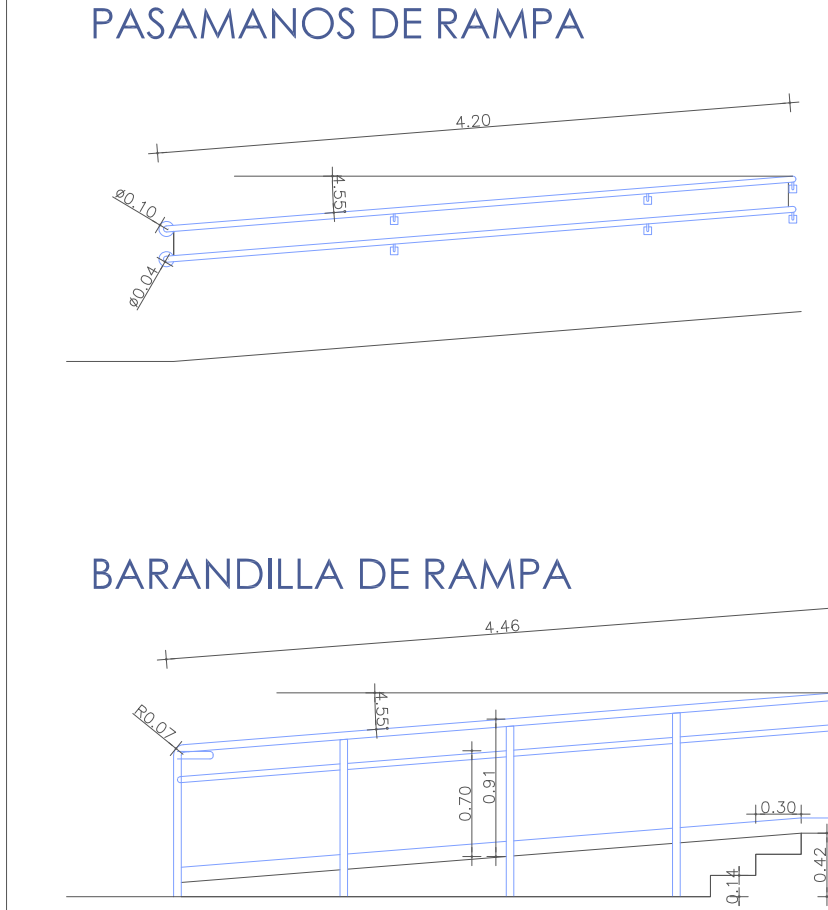 PASAMANOS DE RAMPA
4.20
4.55°
ø0.10
ø0.04
BARANDILLA DE RAMPA
4.46
4.55°
R0.07
0.70
0.91
0.30
0.14
0.42